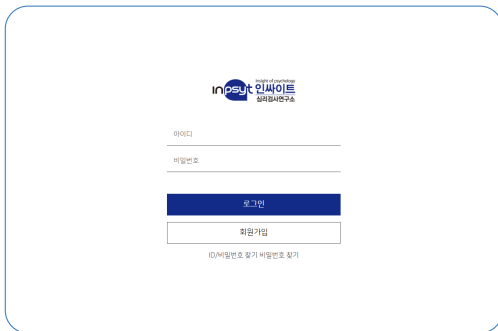 insight of psychology
inpsyt 인싸이트
심리검사연구소
아이디
비밀번호
로그인
회원가입
ID/비밀번호 찾기 비밀번호 찾기